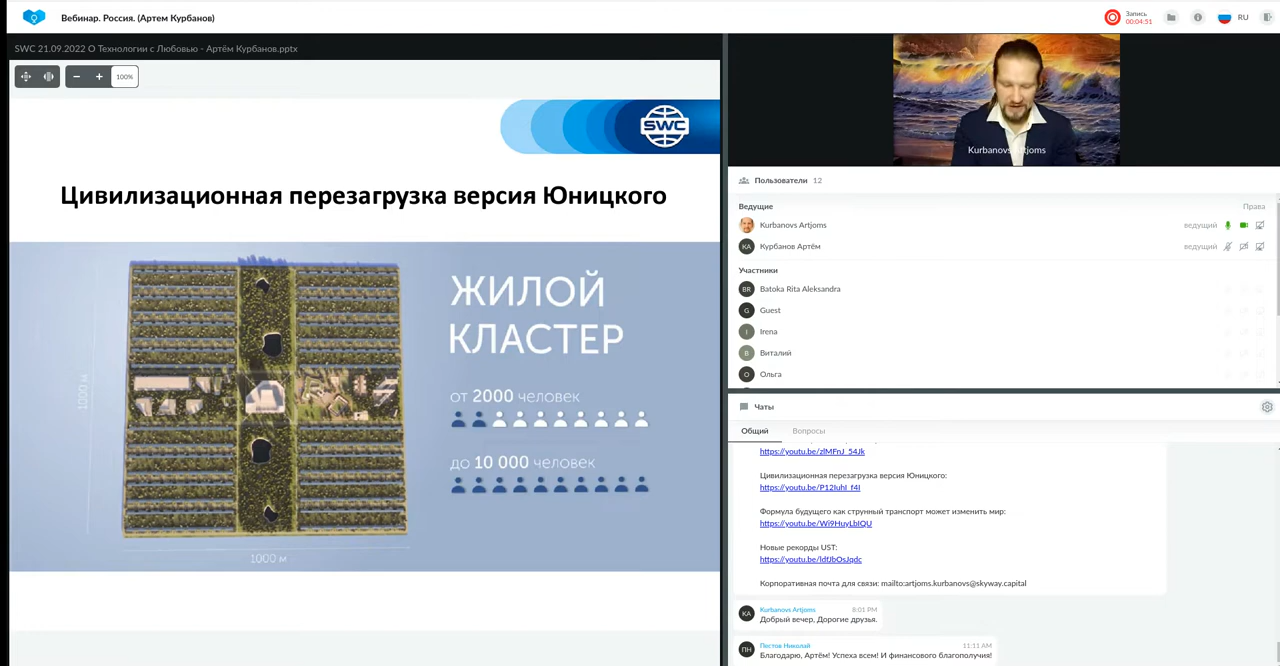 Вебинар. Россия. (Артем Курбанов)
Запись
00:04:51
RU
SWC 21.09.2022 О Технологии с Любовью - Артём Курбанов.pptx
100%
SWC
Цивилизационная перезагрузка версия Юницкого
ЖИЛОЙ
КЛАСТЕР
от 2000 человек
до 10 000 человек
1000 м
1000 м
Kurbanovs Artjoms
Пользователи 12
Ведущие Права
Kurbanovs Artjoms ведущий
КА Курбанов Артём ведущий
Участники
BR Batoka Rita Aleksandra
G Guest
I Irena
В Виталий
О Ольга
Чаты
Общий Вопросы
https://youtu.be/zlMFnJ_54Jk
Цивилизационная перезагрузка версия Юницкого:
https://youtu.be/P12Iuhl_f4I
Формула будущего как струнный транспорт может изменить мир:
https://youtu.be/Wi9HuyLbIQU
Новые рекорды UST:
https://youtu.be/ldfJbOsJqdc
Корпоративная почта для связи: mailto:artjoms.kurbanovs@skyway.capital
KA Kurbanovs Artjoms 8:01 PM
Добрый вечер, Дорогие друзья.
ПН Пестов Николай 11:11 AM
Благодарю, Артём! Успеха всем! И финансового благополучия!